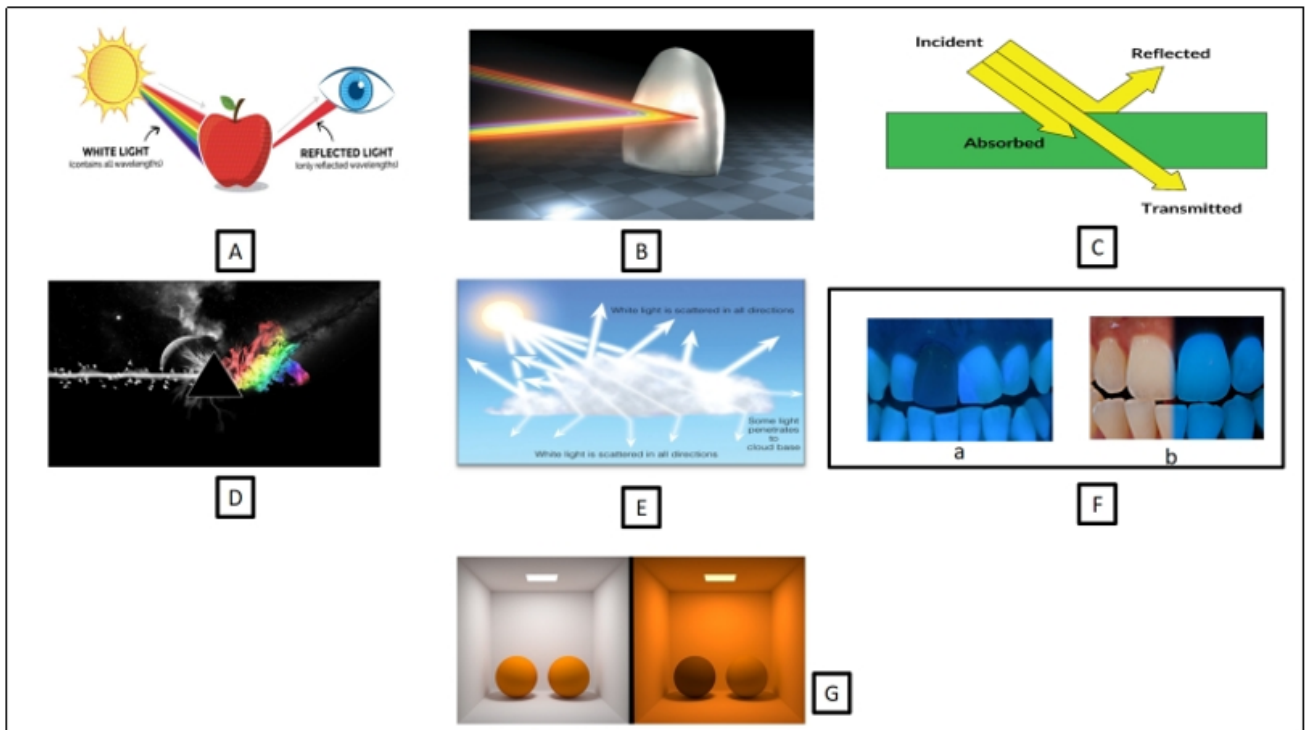 WHITE LIGHT
(contains all wavelengths)
REFLECTED LIGHT
(only reflected wavelengths)
A
B
Incident
Reflected
Absorbed
Transmitted
C
D
White light is scattered in all directions
Some light
penetrates
to
cloud base
White light is scattered in all directions
E
a
b
F
G